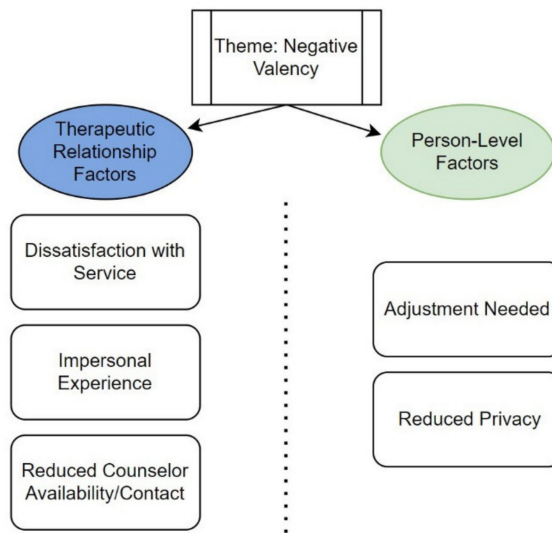 Theme: Negative
Valency
Therapeutic
Relationship
Factors
Person-Level
Factors
Dissatisfaction with
Service
Impersonal
Experience
Reduced Counselor
Availability/Contact
Adjustment Needed
Reduced Privacy